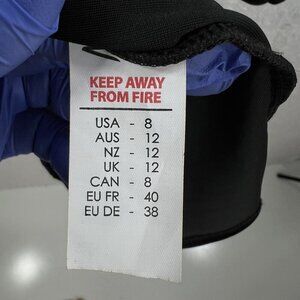 KEEP AWAY
FROM FIRE
USA - 8
AUS - 12
NZ - 12
UK - 12
CAN - 8
EU FR - 40
EU DE - 38